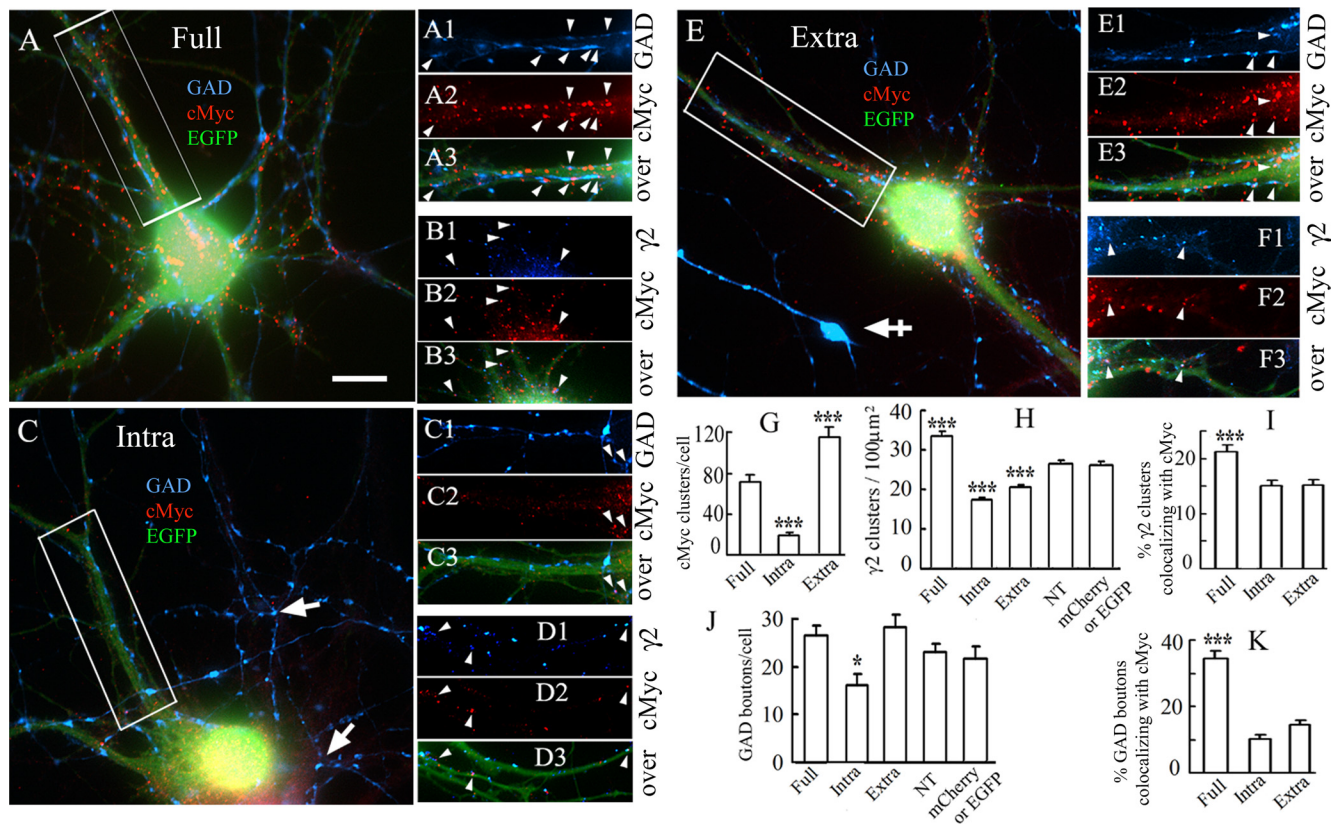 A
Full
GAD
cMyc
EGFP
A1
GAD
A2
cMyc
A3
over
B1
γ2
B2
cMyc
B3
over
C
Intra
GAD
cMyc
EGFP
C1
GAD
C2
cMyc
C3
over
D1
γ2
D2
cMyc
D3
over
E
Extra
GAD
cMyc
EGFP
E1
GAD
E2
cMyc
E3
over
F1
γ2
F2
cMyc
F3
over
G
cMyc clusters/cell
120
80
40
0
***
***
Full
Intra
Extra
H
γ2 clusters / 100µm²
40
30
20
10
0
***
***
***
Full
Intra
Extra
NT
mCherry
or EGFP
I
% γ2 clusters
colocalizing with cMyc
20
10
0
***
Full
Intra
Extra
J
GAD boutons/cell
30
20
10
0
*
Full
Intra
Extra
NT
mCherry
or EGFP
K
% GAD boutons
colocalizing with cMyc
40
20
0
***
Full
Intra
Extra